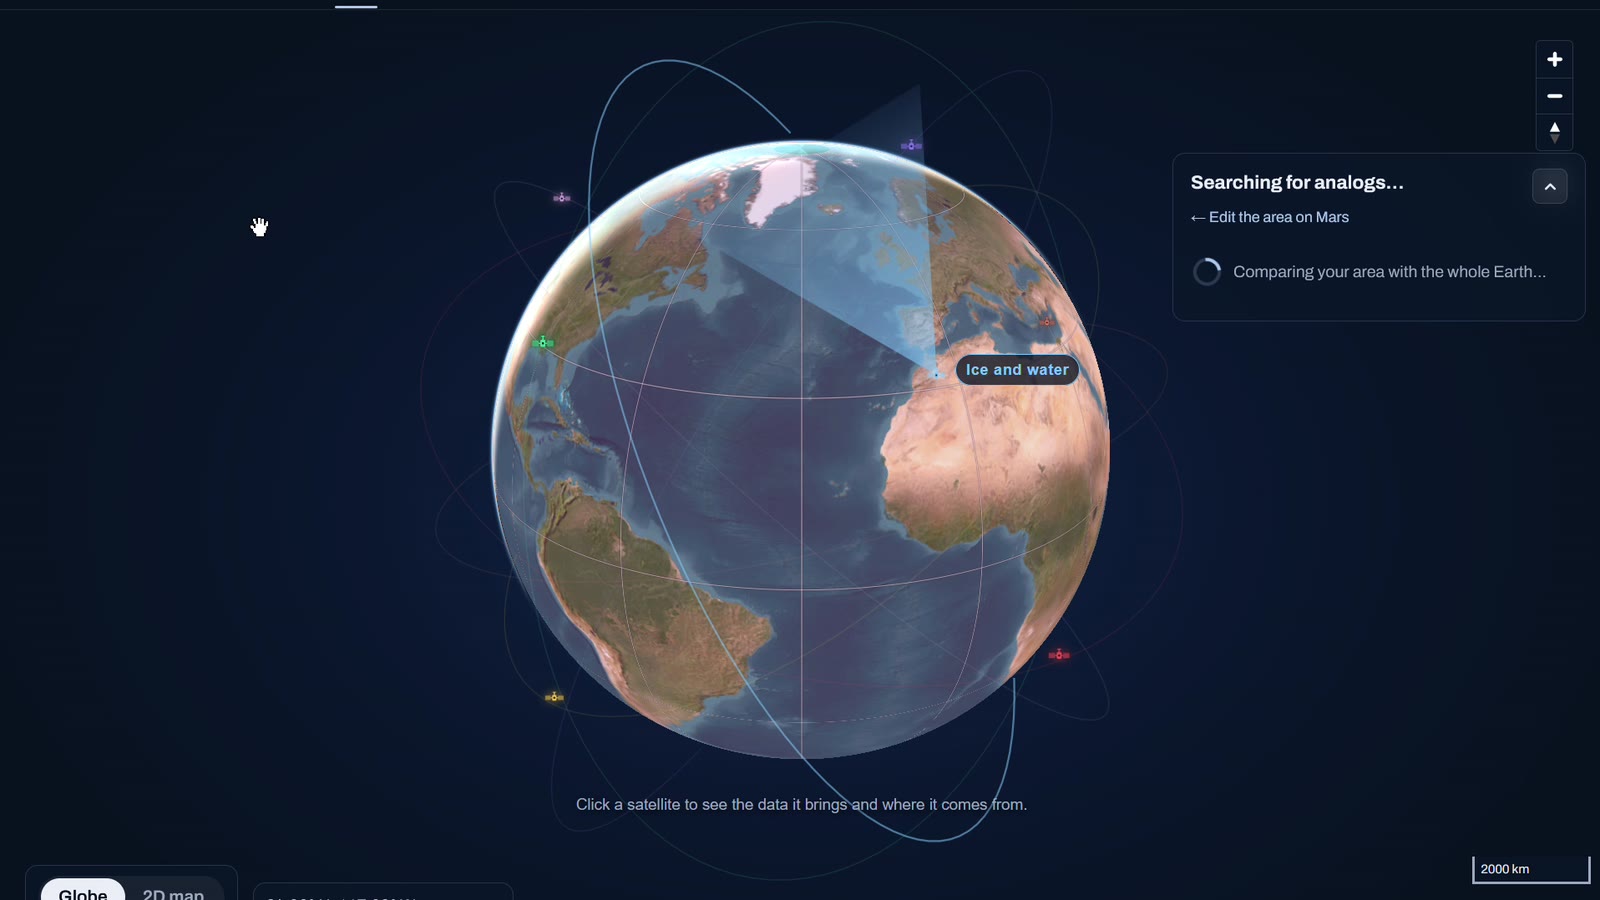 Searching for analogs...
← Edit the area on Mars
Comparing your area with the whole Earth...
Ice and water
Click a satellite to see the data it brings and where it comes from.
2000 km
Globe
2D map